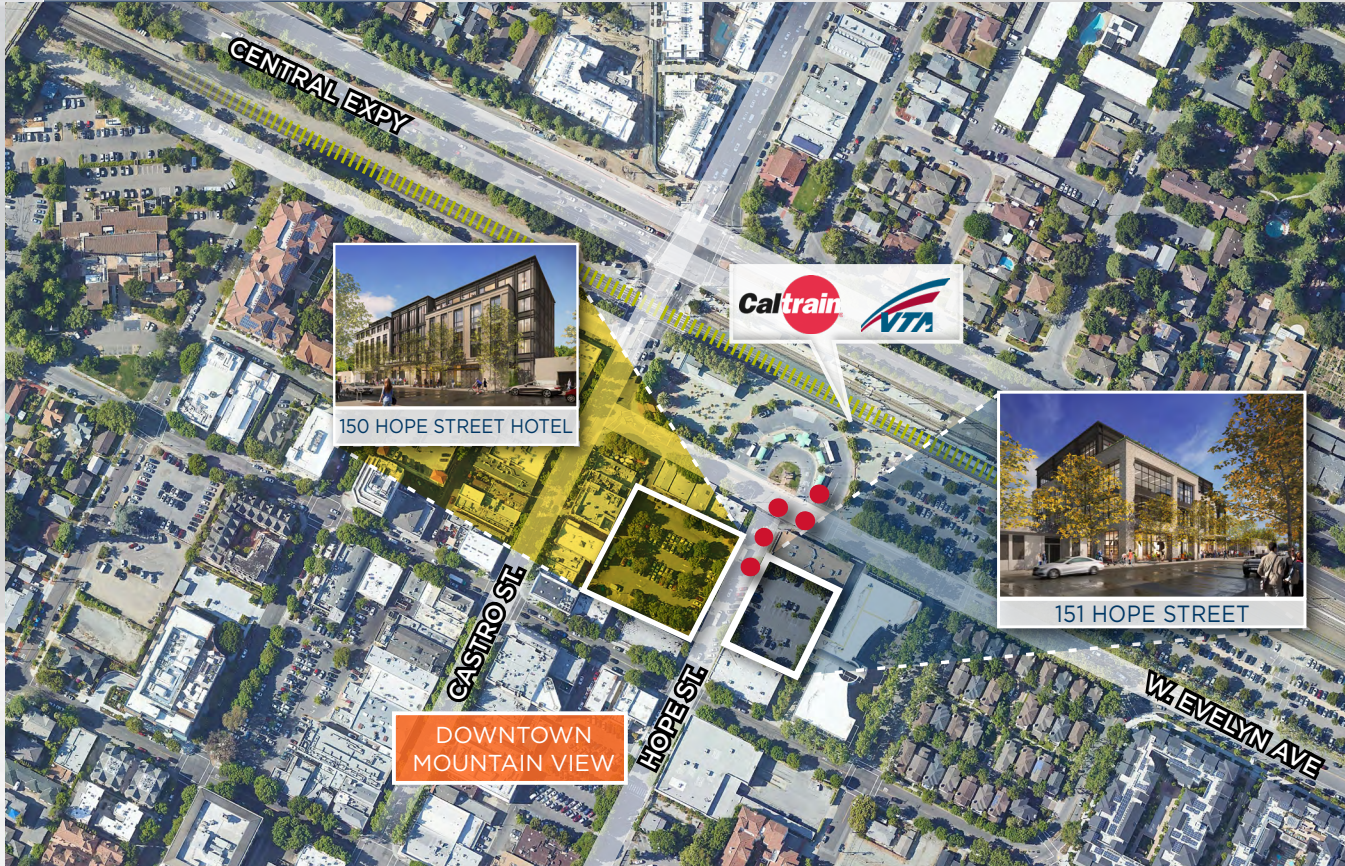 CENTRAL EXPY
Caltrain
VTA
150 HOPE STREET HOTEL
151 HOPE STREET
CASTRO ST.
HOPE ST.
W. EVELYN AVE
DOWNTOWN
MOUNTAIN VIEW